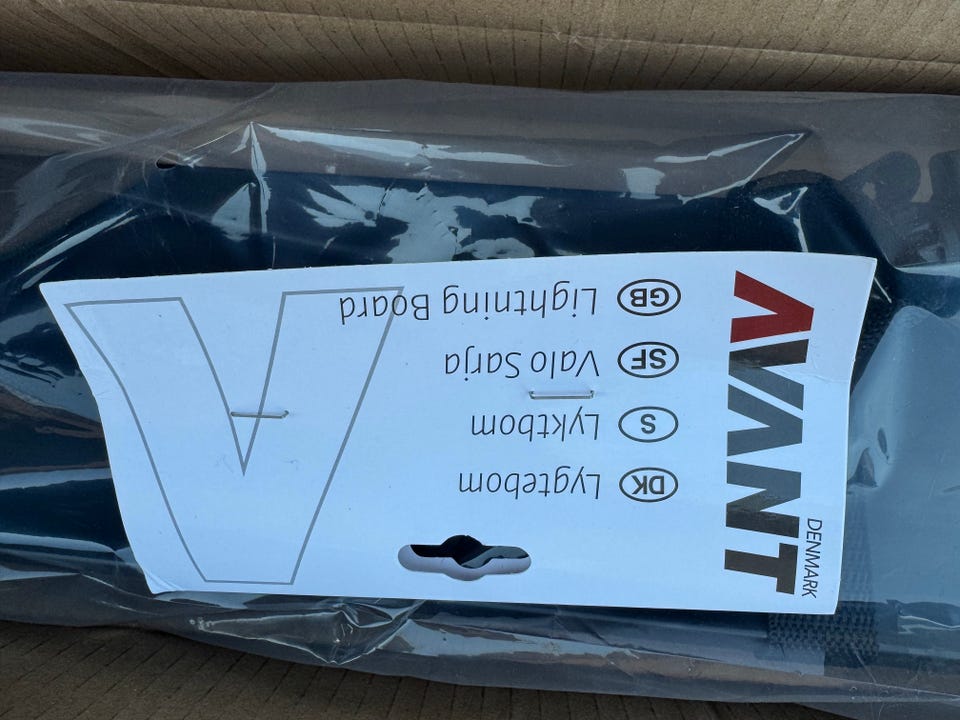 AVANT
DENMARK
DK Lygtebom
S Lyktbom
SF Valo Sarja
GB Lightning Board